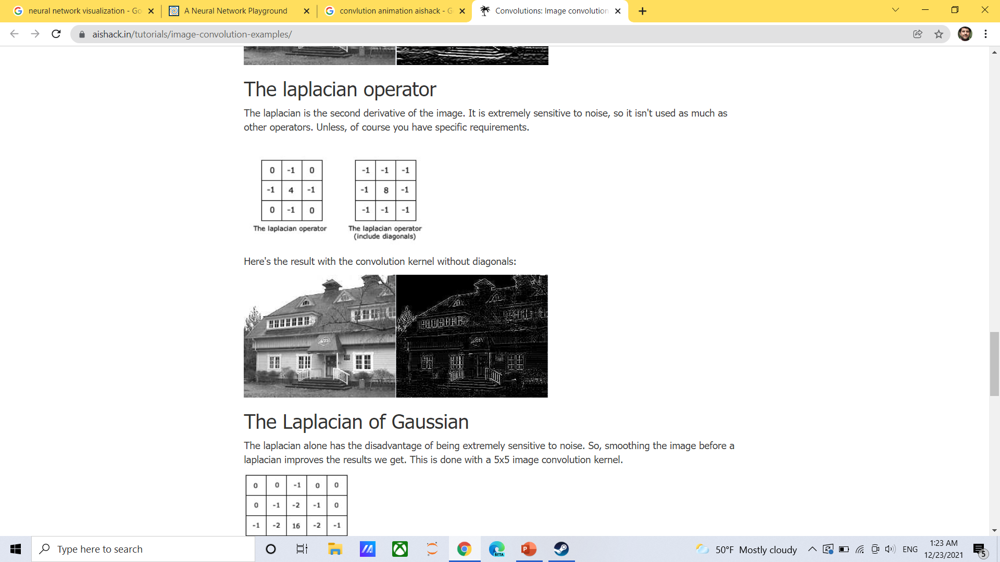 neural network visualization - Go
A Neural Network Playground
convlution animation aishack - G
Convolutions: Image convolution
aishack.in/tutorials/image-convolution-examples/
The laplacian operator
The laplacian is the second derivative of the image. It is extremely sensitive to noise, so it isn't used as much as
other operators. Unless, of course you have specific requirements.
0 -1 0
-1 4 -1
0 -1 0
The laplacian operator
-1 -1 -1
-1 8 -1
-1 -1 -1
The laplacian operator
(include diagonals)
Here's the result with the convolution kernel without diagonals:
The Laplacian of Gaussian
The laplacian alone has the disadvantage of being extremely sensitive to noise. So, smoothing the image before a
laplacian improves the results we get. This is done with a 5x5 image convolution kernel.
0 0 -1 0 0
0 -1 -2 -1 0
-1 -2 16 -2 -1
Type here to search
BETA
P
50°F Mostly cloudy
ENG
1:23 AM
12/23/2021
5